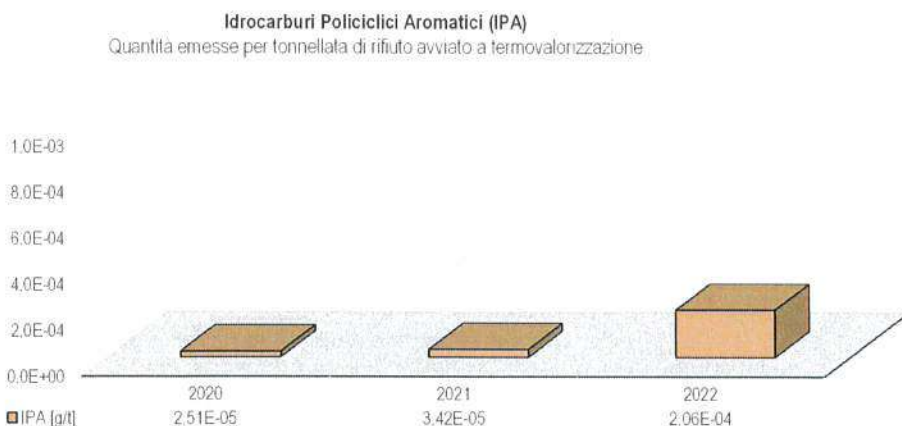 Idrocarburi Policiclici Aromatici (IPA)
Quantità emesse per tonnellata di rifiuto avviato a termovalorizzazione
1.0E-03
8.0E-04
6.0E-04
4.0E-04
2.0E-04
0.0E+00
2020 2021 2022
IPA [g/t] 2.51E-05 3.42E-05 2.06E-04